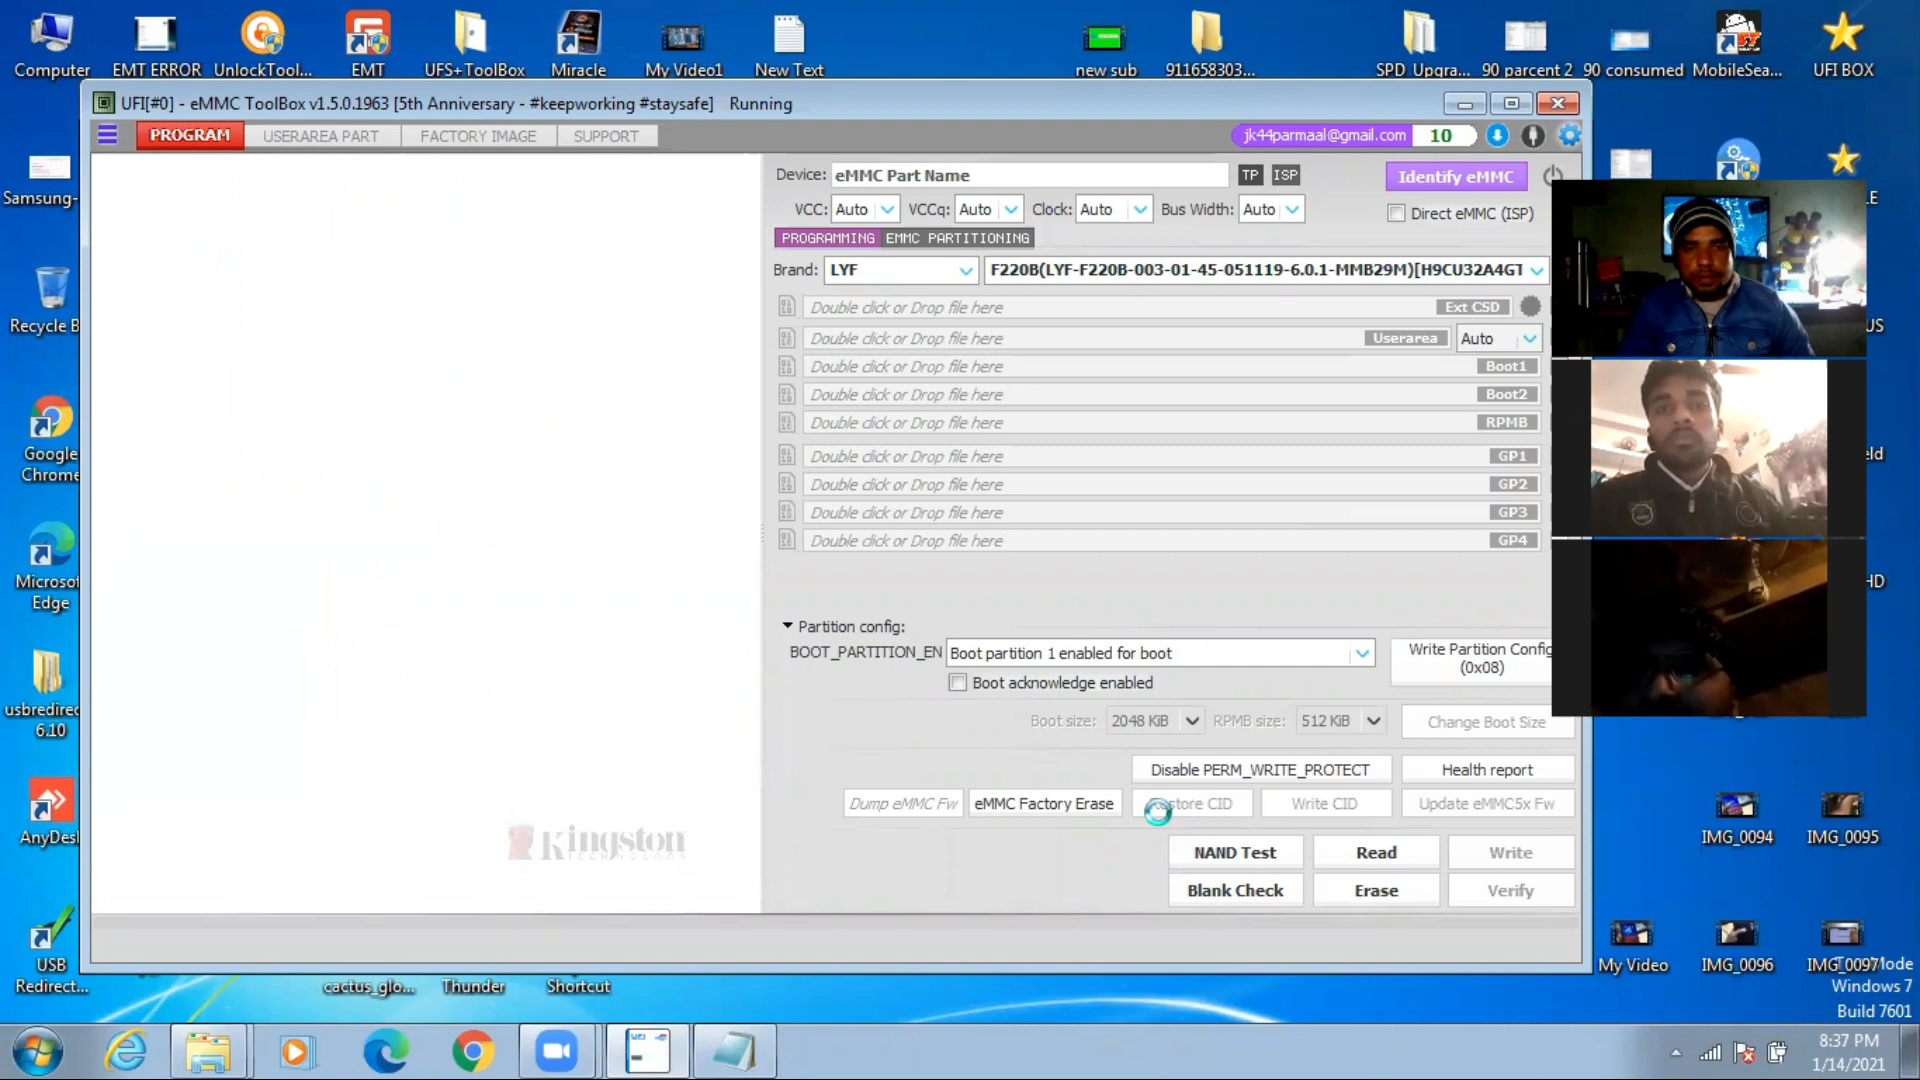 Computer
EMT ERROR
UnlockTool...
EMT
UFS+ToolBox
Miracle
My Video1
New Text
new sub
911658303...
SPD_Upgra...
90 parcent 2
90 consumed
MobileSea...
UFI BOX
UFI[#0] - eMMC ToolBox v1.5.0.1963 [5th Anniversary - #keepworking #staysafe]    Running
PROGRAM
USERAREA PART
FACTORY IMAGE
SUPPORT
jk44parmaal@gmail.com
10
Device: eMMC Part Name
TP
ISP
Identify eMMC
VCC: Auto
VCCq: Auto
Clock: Auto
Bus Width: Auto
Direct eMMC (ISP)
PROGRAMMING
EMMC PARTITIONING
Brand: LYF
F220B(LYF-F220B-003-01-45-051119-6.0.1-MMB29M)[H9CU32A4GT
Double click or Drop file here Ext CSD
Double click or Drop file here Userarea Auto
Double click or Drop file here Boot1
Double click or Drop file here Boot2
Double click or Drop file here RPMB
Double click or Drop file here GP1
Double click or Drop file here GP2
Double click or Drop file here GP3
Double click or Drop file here GP4
Partition config:
BOOT_PARTITION_EN Boot partition 1 enabled for boot
Write Partition Config
(0x08)
Boot acknowledge enabled
Boot size: 2048 KiB
RPMB size: 512 KiB
Change Boot Size
Disable PERM_WRITE_PROTECT
Health report
Dump eMMC Fw
eMMC Factory Erase
store CID
Write CID
Update eMMC5x Fw
NAND Test
Read
Write
Blank Check
Erase
Verify
Kingston
TECHNOLOGY
Samsung-
Recycle B
Google
Chrome
Microsof
Edge
usbredirec
6.10
AnyDes
USB
Redirect...
cactus_glo...
Thunder
Shortcut
LE
US
eld
HD
IMG_0094
IMG_0095
My Video
IMG_0096
IMG_0097
Mode
Windows 7
Build 7601
8:37 PM
1/14/2021